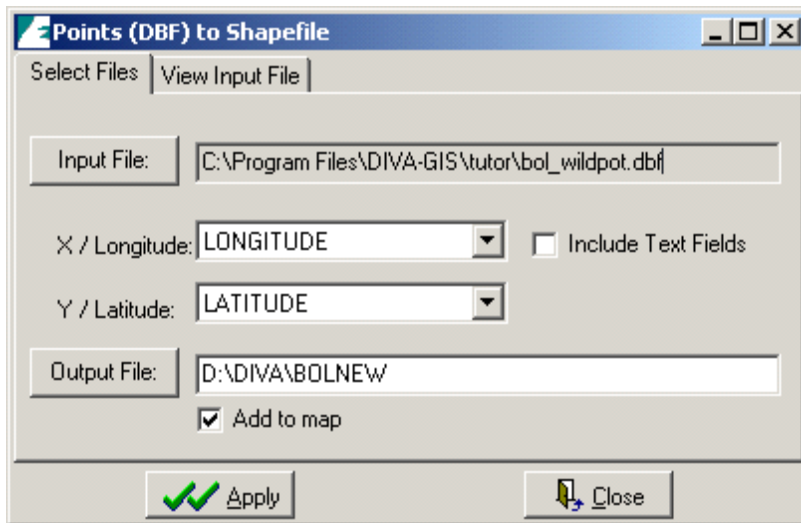 Points (DBF) to Shapefile
Select Files View Input File
Input File: C:\Program Files\DIVA-GIS\tutor\bol_wildpot.dbf
X / Longitude: LONGITUDE Include Text Fields
Y / Latitude: LATITUDE
Output File: D:\DIVA\BOLNEW
Add to map
Apply Close